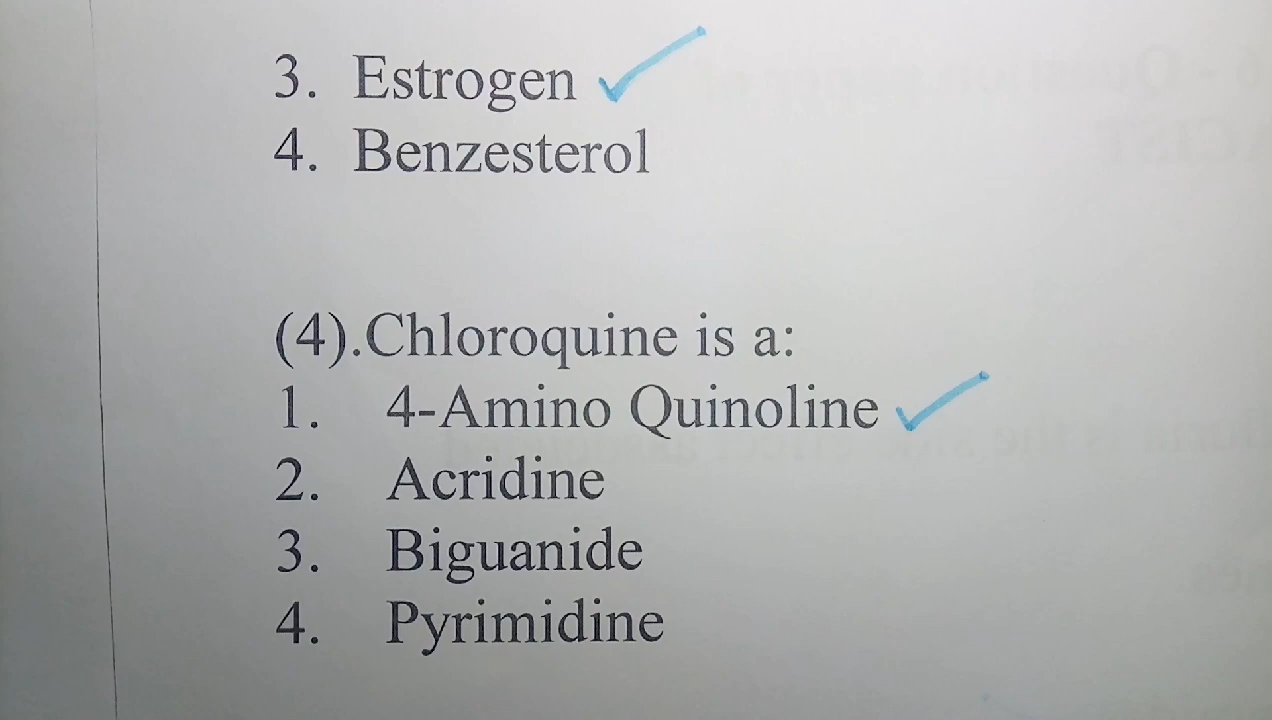 3. Estrogen
4. Benzesterol
(4).Chloroquine is a:
1. 4-Amino Quinoline
2. Acridine
3. Biguanide
4. Pyrimidine